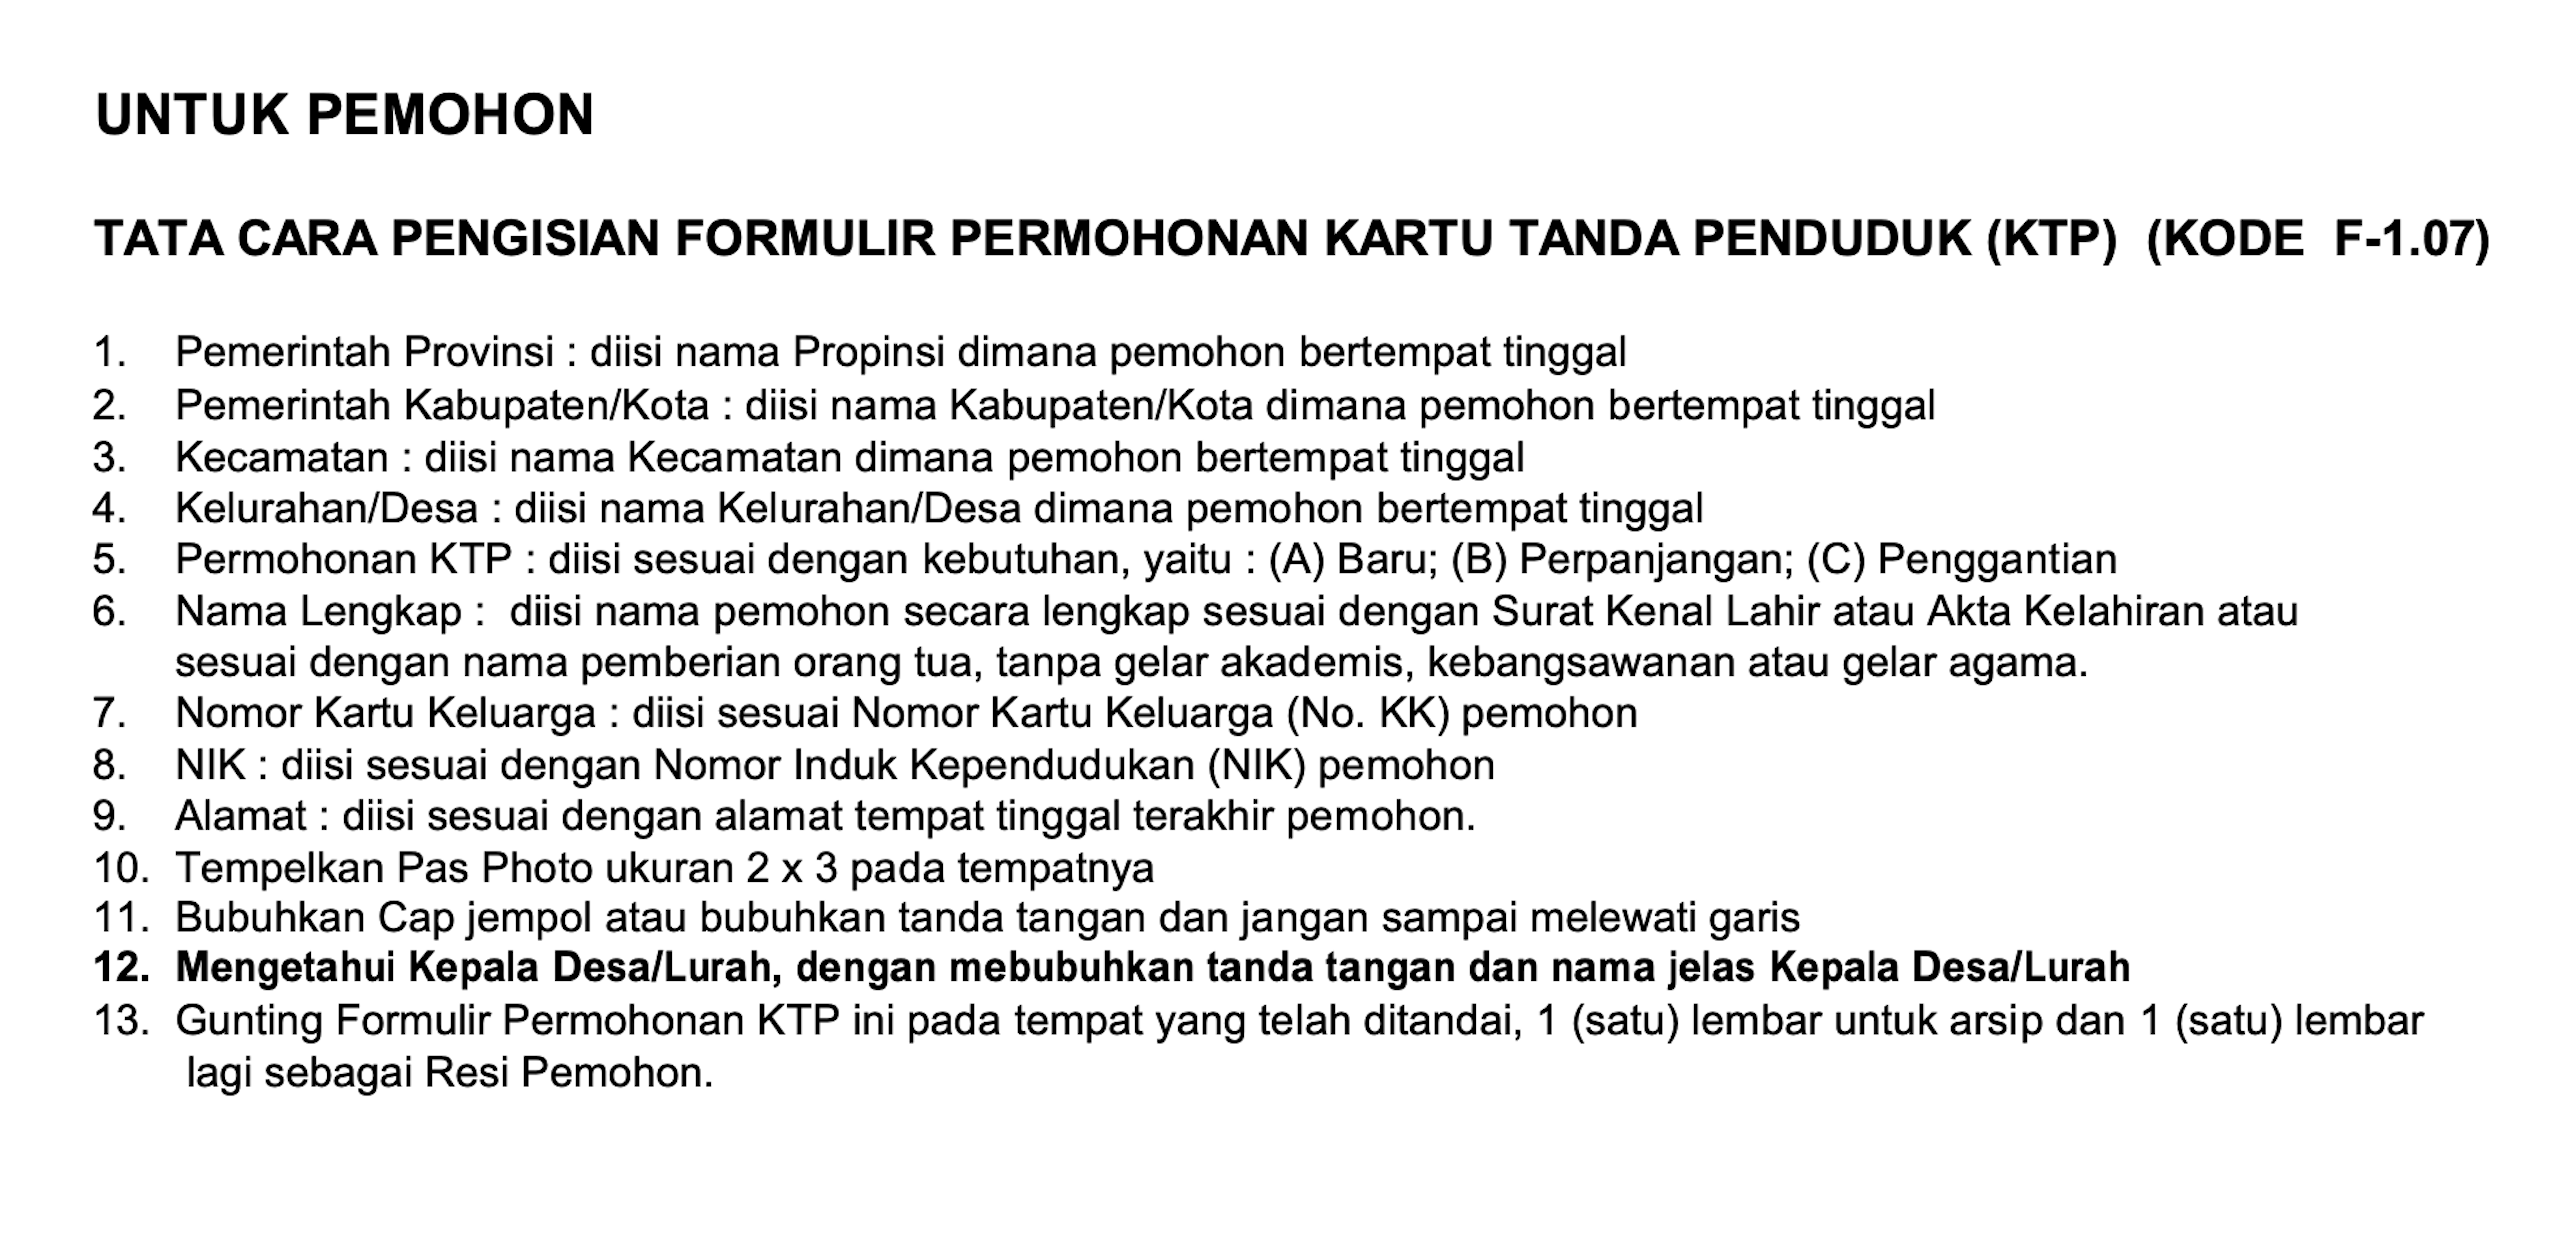 UNTUK PEMOHON
TATA CARA PENGISIAN FORMULIR PERMOHONAN KARTU TANDA PENDUDUK (KTP) (KODE F-1.07)
1. Pemerintah Provinsi : diisi nama Propinsi dimana pemohon bertempat tinggal
2. Pemerintah Kabupaten/Kota : diisi nama Kabupaten/Kota dimana pemohon bertempat tinggal
3. Kecamatan : diisi nama Kecamatan dimana pemohon bertempat tinggal
4. Kelurahan/Desa : diisi nama Kelurahan/Desa dimana pemohon bertempat tinggal
5. Permohonan KTP : diisi sesuai dengan kebutuhan, yaitu : (A) Baru; (B) Perpanjangan; (C) Penggantian
6. Nama Lengkap : diisi nama pemohon secara lengkap sesuai dengan Surat Kenal Lahir atau Akta Kelahiran atau
sesuai dengan nama pemberian orang tua, tanpa gelar akademis, kebangsawanan atau gelar agama.
7. Nomor Kartu Keluarga : diisi sesuai Nomor Kartu Keluarga (No. KK) pemohon
8. NIK : diisi sesuai dengan Nomor Induk Kependudukan (NIK) pemohon
9. Alamat : diisi sesuai dengan alamat tempat tinggal terakhir pemohon.
10. Tempelkan Pas Photo ukuran 2 x 3 pada tempatnya
11. Bubuhkan Cap jempol atau bubuhkan tanda tangan dan jangan sampai melewati garis
12. Mengetahui Kepala Desa/Lurah, dengan mebubuhkan tanda tangan dan nama jelas Kepala Desa/Lurah
13. Gunting Formulir Permohonan KTP ini pada tempat yang telah ditandai, 1 (satu) lembar untuk arsip dan 1 (satu) lembar
lagi sebagai Resi Pemohon.